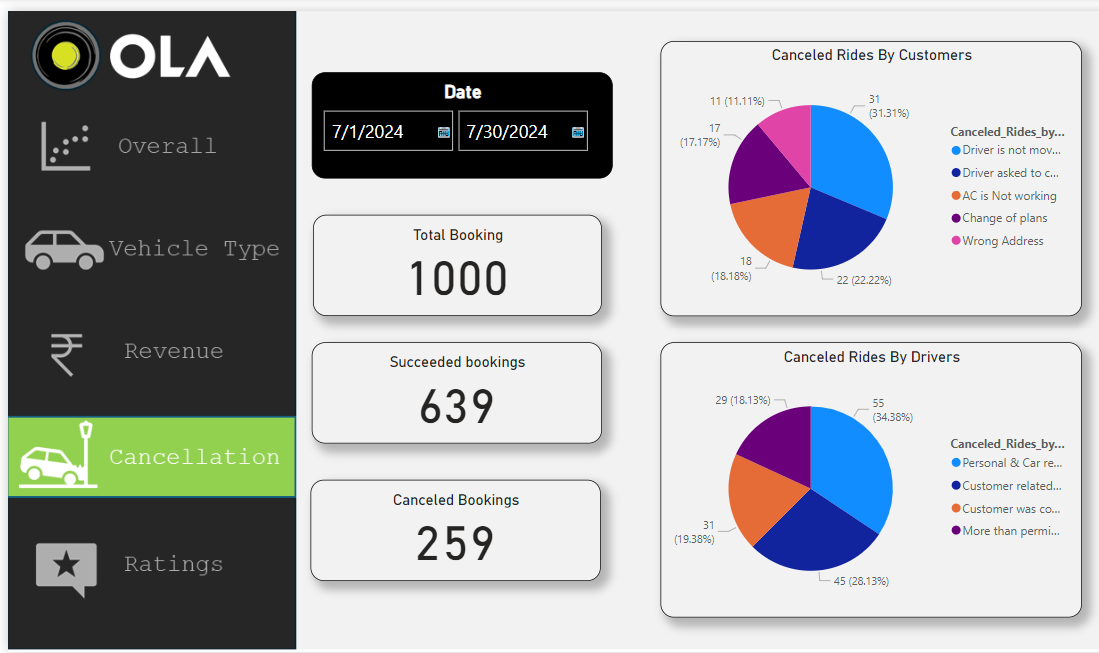 OLA
Overall
Vehicle Type
Revenue
Cancellation
Ratings
Date
7/1/2024
7/30/2024
Total Booking
1000
Succeeded bookings
639
Canceled Bookings
259
Canceled Rides By Customers
31
(31.31%)
22 (22.22%)
18
(18.18%)
17
(17.17%)
11 (11.11%)
Canceled_Rides_by...
Driver is not mov...
Driver asked to c...
AC is Not working
Change of plans
Wrong Address
Canceled Rides By Drivers
55
(34.38%)
45 (28.13%)
31
(19.38%)
29 (18.13%)
Canceled_Rides_by...
Personal & Car re...
Customer related...
Customer was co...
More than permi...